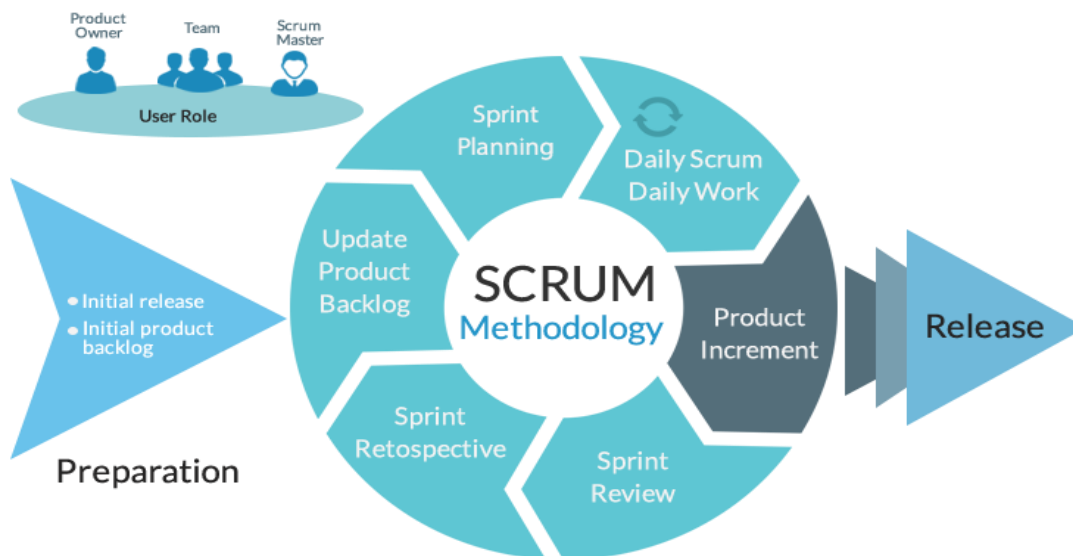 Product
Owner
Team
Scrum
Master
User Role
Sprint
Planning
Daily Scrum
Daily Work
Update
Product
Backlog
SCRUM
Methodology
Product
Increment
Sprint
Retospective
Sprint
Review
Initial release
Initial product
backlog
Preparation
Release